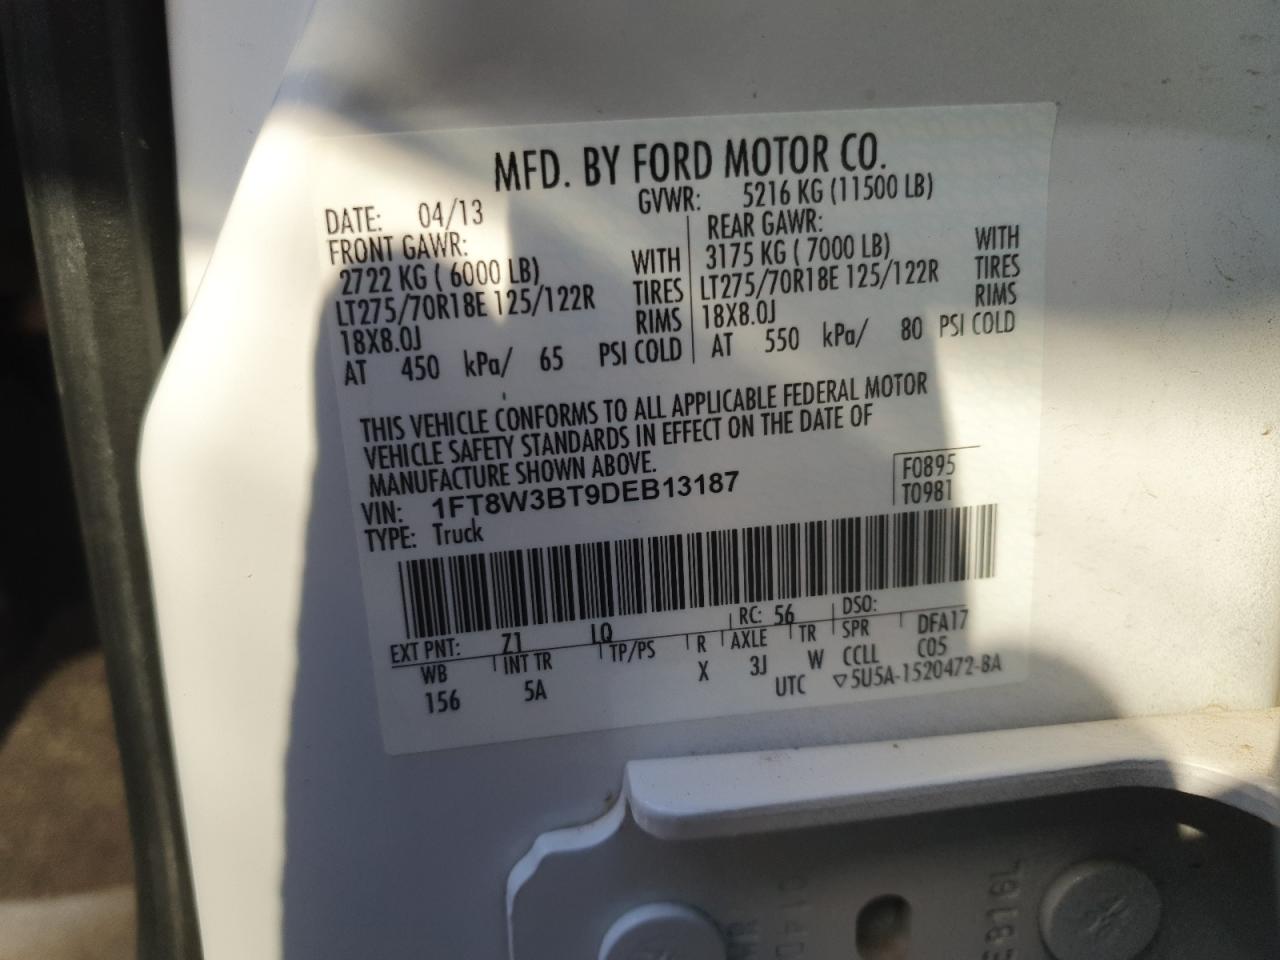 MFD. BY FORD MOTOR CO.
DATE: 04/13
GVWR: 5216 KG (11500 LB)
FRONT GAWR:
2722 KG ( 6000 LB) WITH
LT275/70R18E 125/122R TIRES
18X8.0J RIMS
AT 450 kPa/ 65 PSI COLD
REAR GAWR:
3175 KG ( 7000 LB) WITH
LT275/70R18E 125/122R TIRES
18X8.0J RIMS
AT 550 kPa/ 80 PSI COLD
THIS VEHICLE CONFORMS TO ALL APPLICABLE FEDERAL MOTOR
VEHICLE SAFETY STANDARDS IN EFFECT ON THE DATE OF
MANUFACTURE SHOWN ABOVE.
VIN: 1FT8W3BT9DEB13187
F0895
T0981
TYPE: Truck
EXT PNT: Z1 LQ RC: 56 DSO:
WB INT TR TP/PS R AXLE TR SPR DFA17
156 5A X 3J W CCLL C05
UTC ▽5U5A-1520472-BA